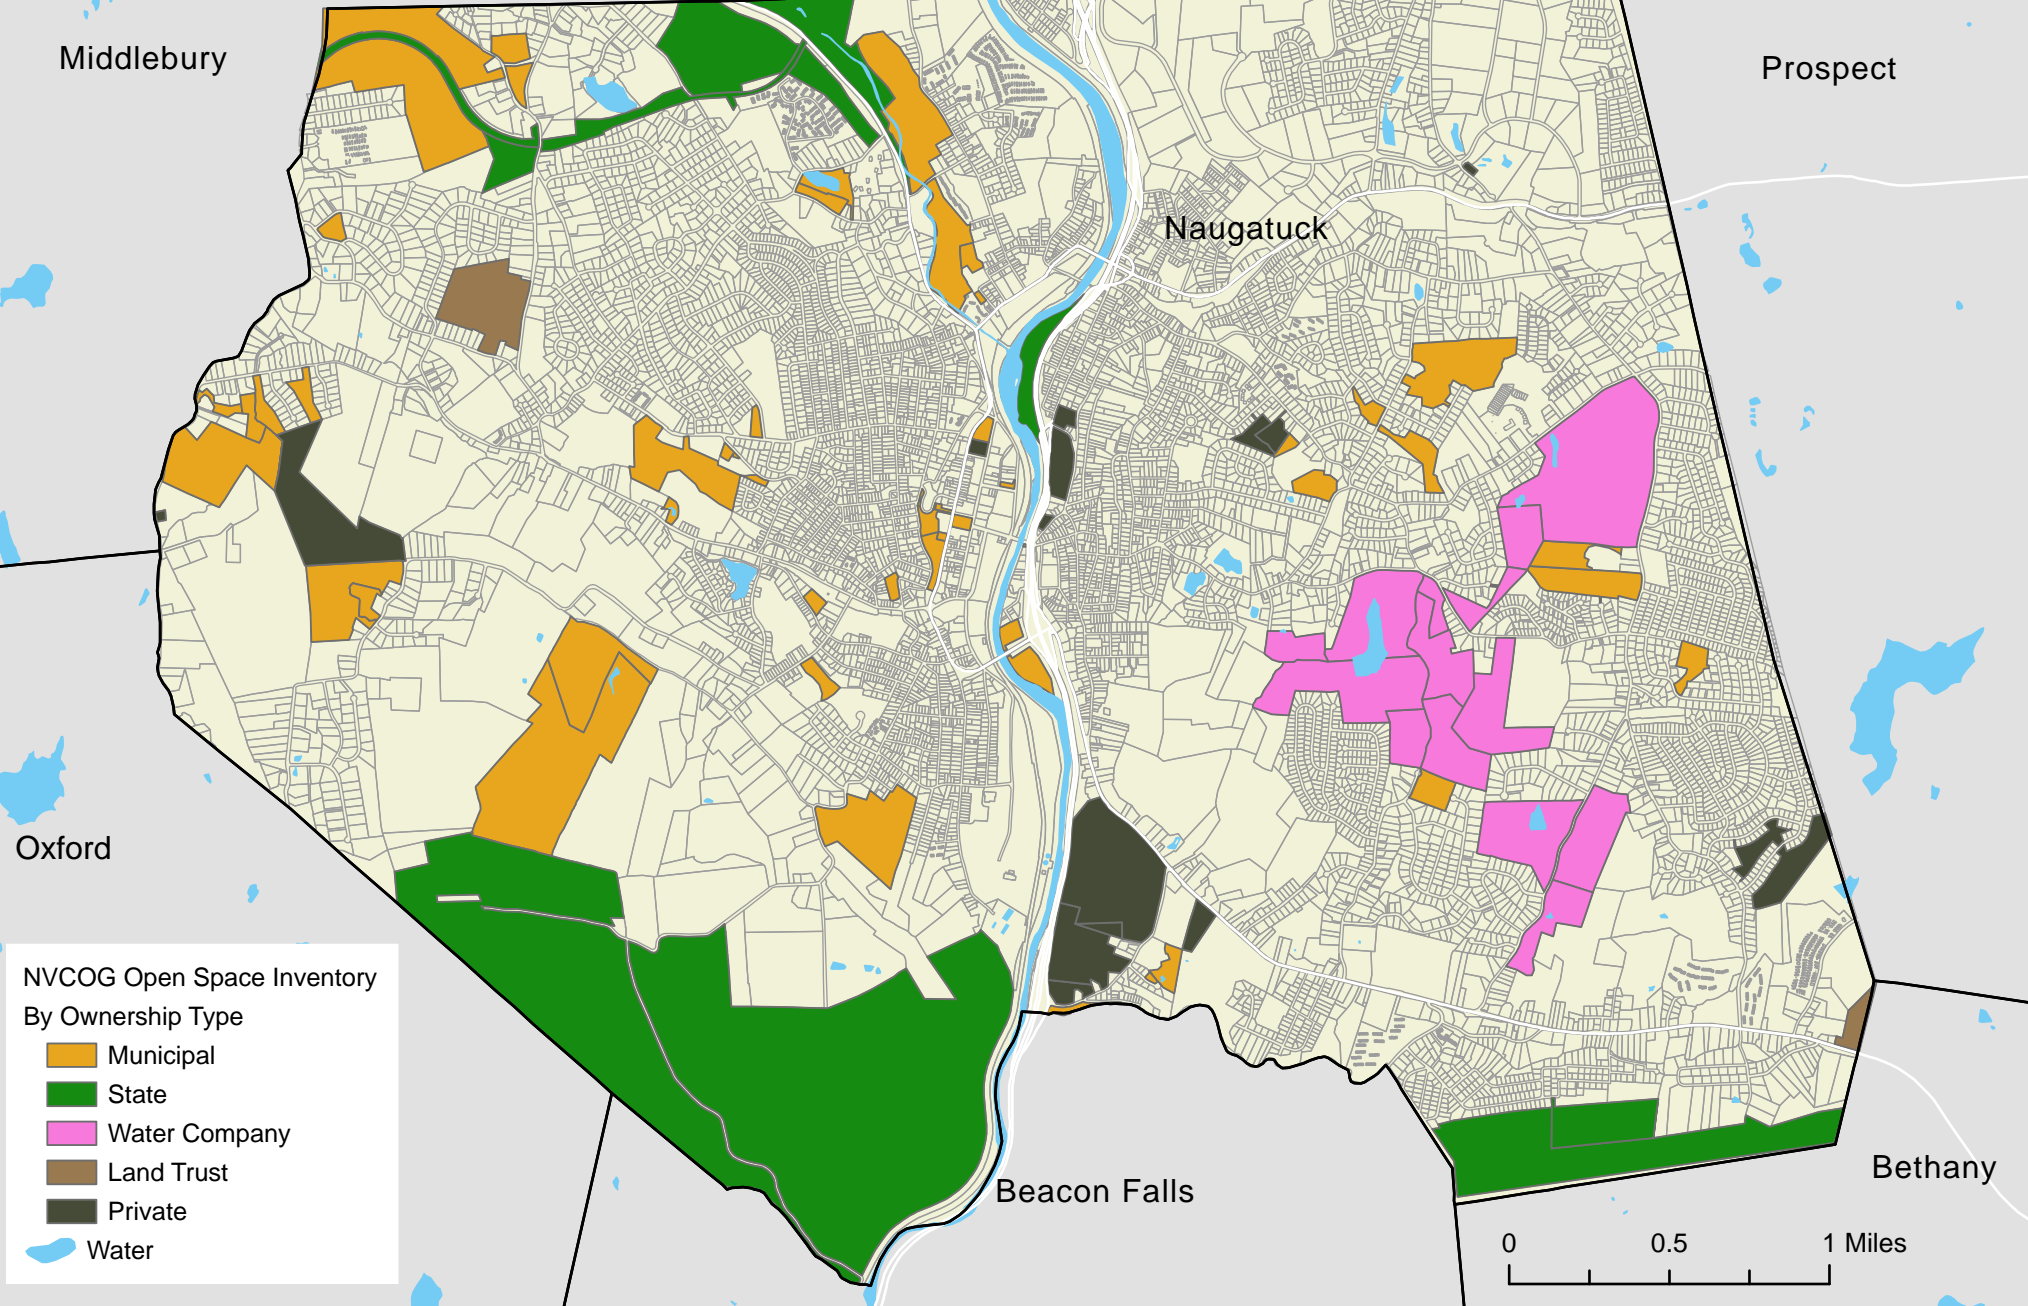 Middlebury
Prospect
Naugatuck
Oxford
NVCOG Open Space Inventory
By Ownership Type
Municipal
State
Water Company
Land Trust
Private
Water
Beacon Falls
Bethany
0 0.5 1 Miles